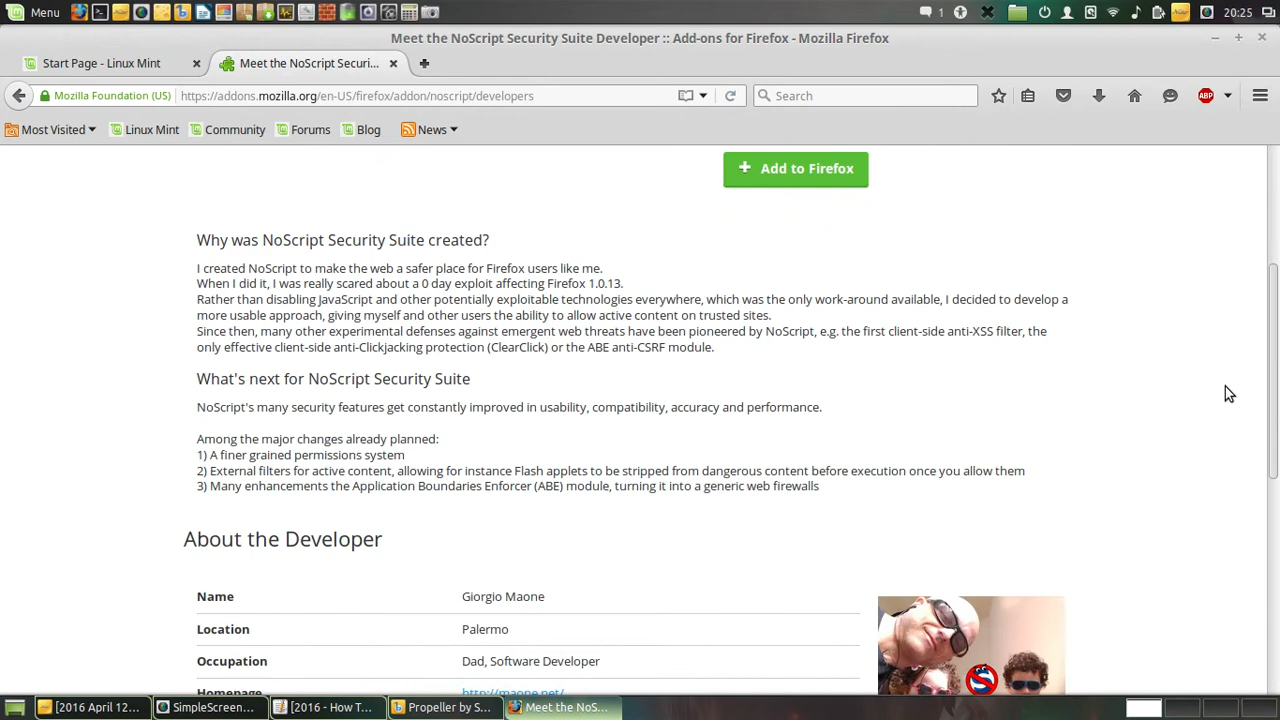 Menu
1
20:25
Meet the NoScript Security Suite Developer :: Add-ons for Firefox - Mozilla Firefox
Start Page - Linux Mint
Meet the NoScript Securi...
Mozilla Foundation (US)
https://addons.mozilla.org/en-US/firefox/addon/noscript/developers
Search
ABP
Most Visited
Linux Mint
Community
Forums
Blog
News
Add to Firefox
Why was NoScript Security Suite created?
I created NoScript to make the web a safer place for Firefox users like me.
When I did it, I was really scared about a 0 day exploit affecting Firefox 1.0.13.
Rather than disabling JavaScript and other potentially exploitable technologies everywhere, which was the only work-around available, I decided to develop a
more usable approach, giving myself and other users the ability to allow active content on trusted sites.
Since then, many other experimental defenses against emergent web threats have been pioneered by NoScript, e.g. the first client-side anti-XSS filter, the
only effective client-side anti-Clickjacking protection (ClearClick) or the ABE anti-CSRF module.
What's next for NoScript Security Suite
NoScript's many security features get constantly improved in usability, compatibility, accuracy and performance.
Among the major changes already planned:
1) A finer grained permissions system
2) External filters for active content, allowing for instance Flash applets to be stripped from dangerous content before execution once you allow them
3) Many enhancements the Application Boundaries Enforcer (ABE) module, turning it into a generic web firewalls
About the Developer
Name Giorgio Maone
Location Palermo
Occupation Dad, Software Developer
Homepage http://maone.net/
[2016 April 12...
SimpleScreen...
[2016 - How T...
Propeller by S...
Meet the NoS...